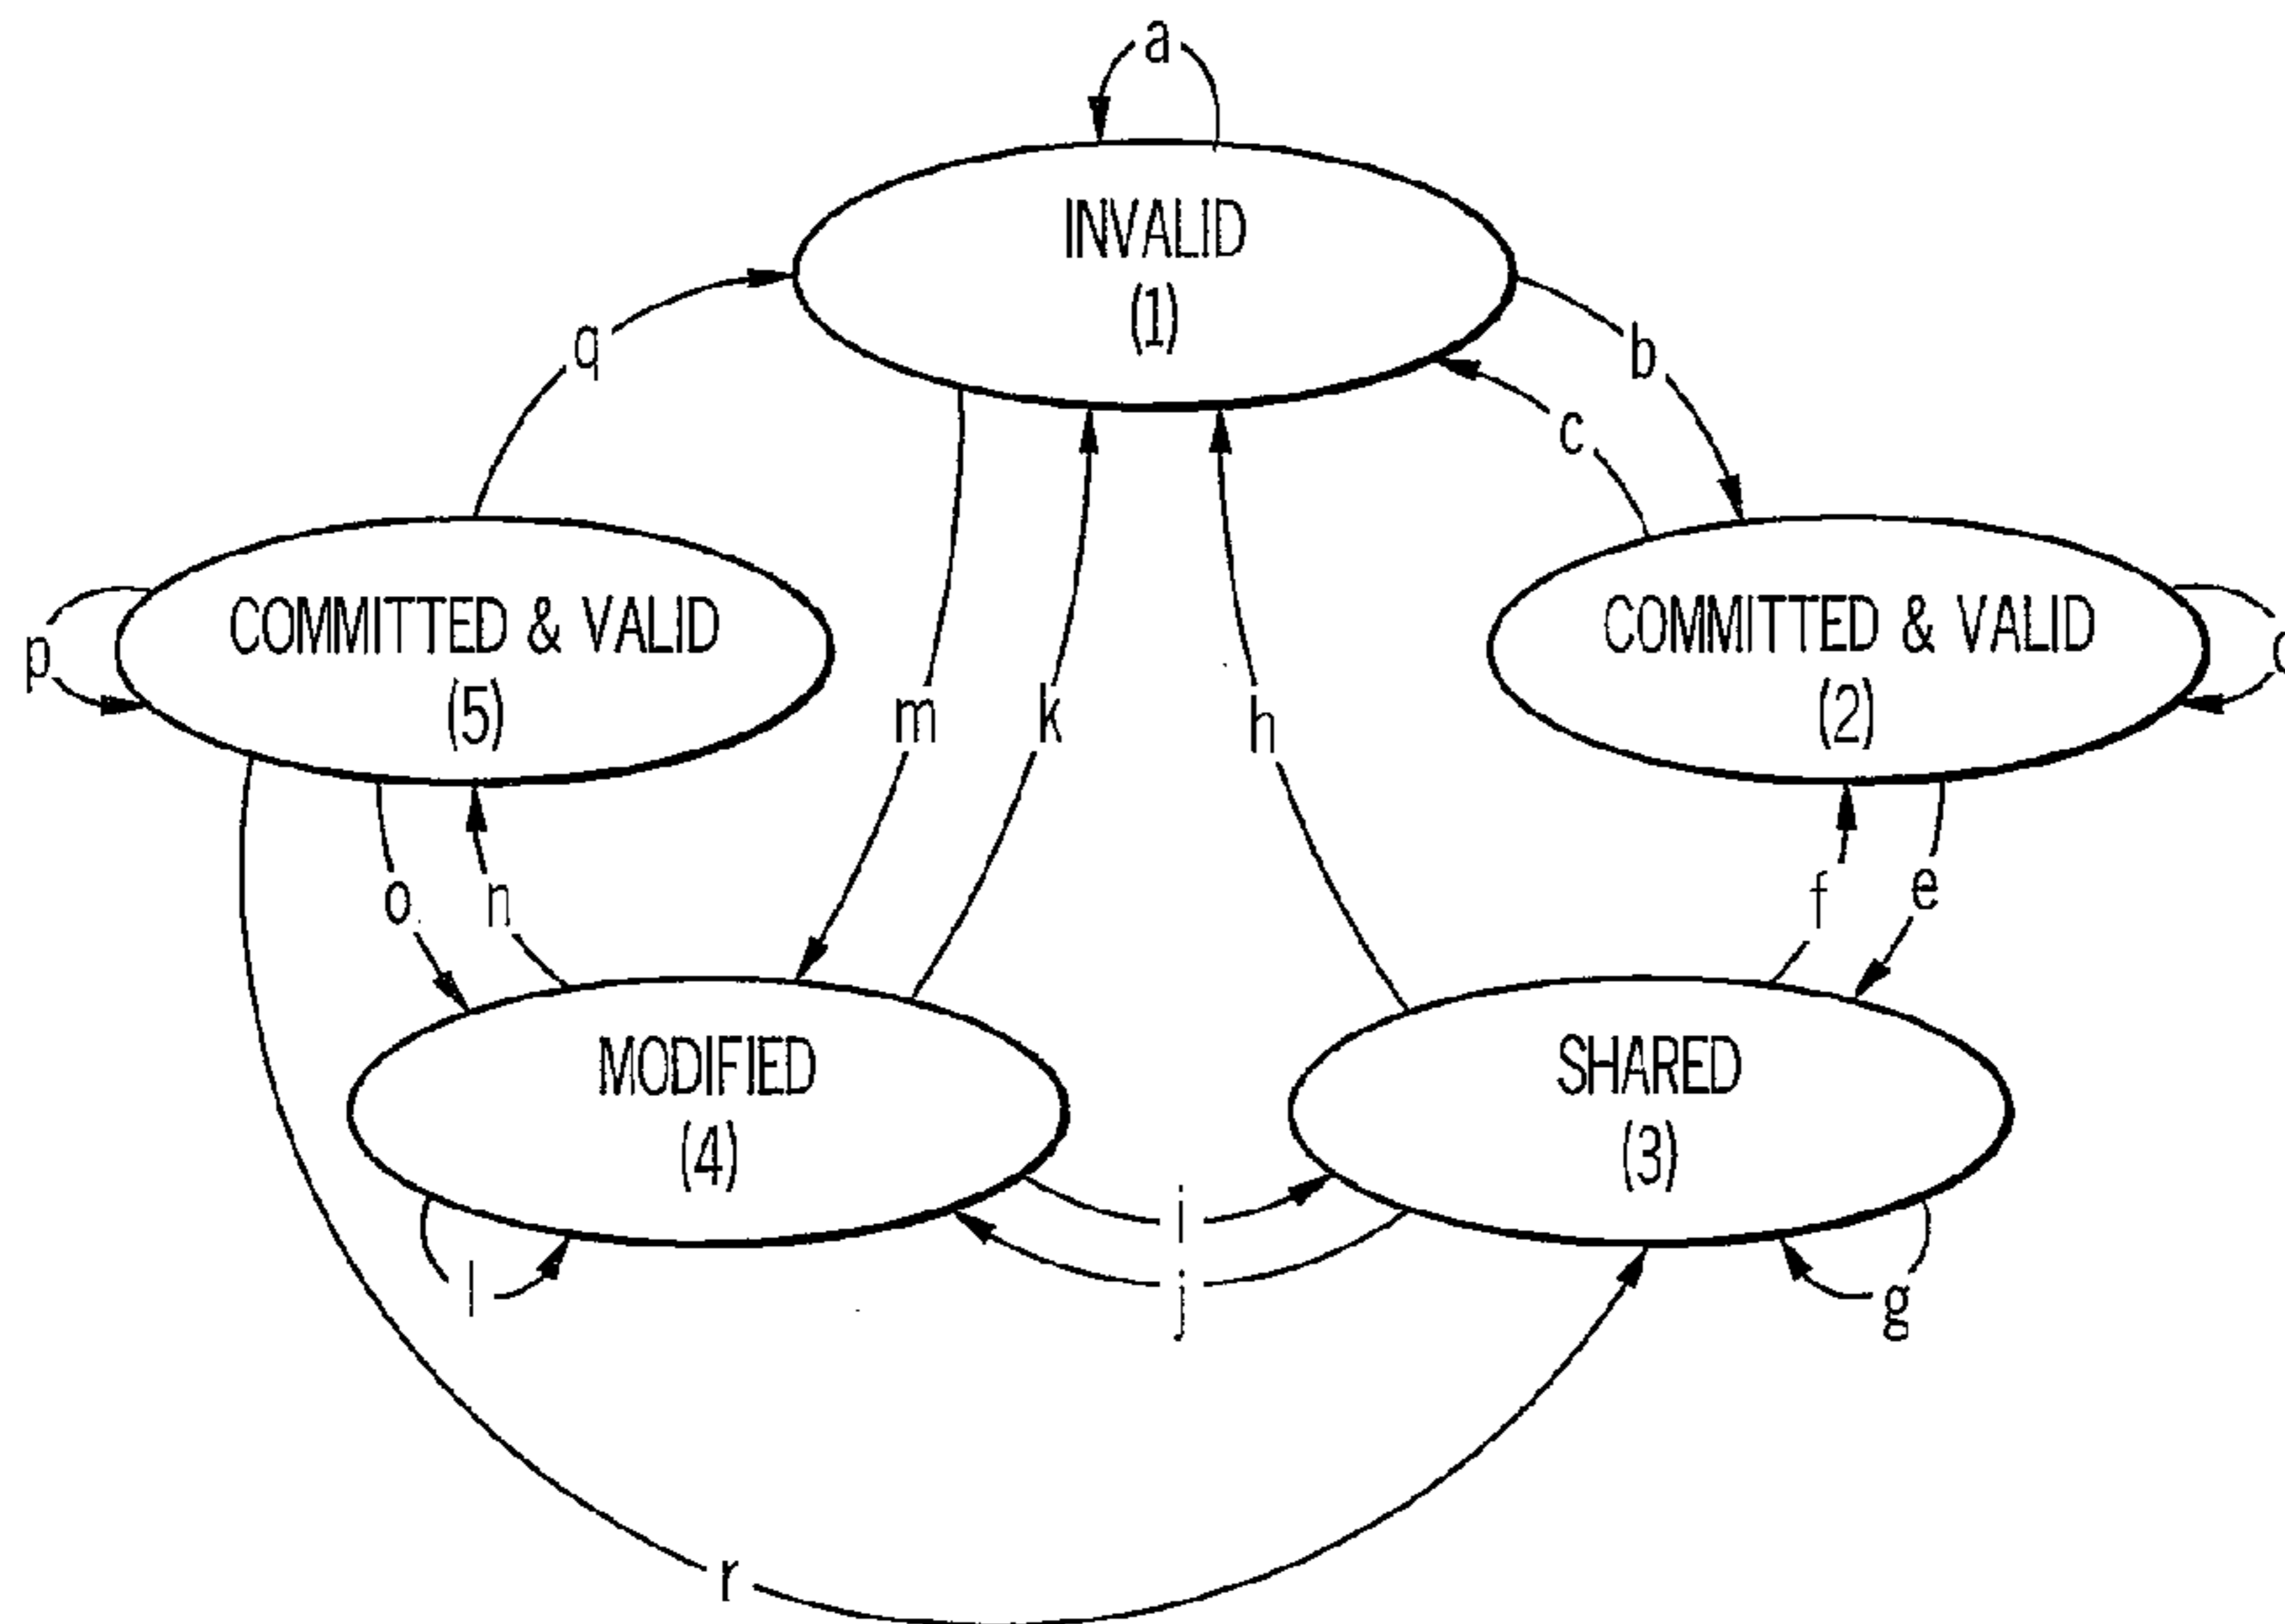 a
INVALID
(1)
q
b
c
COMMITTED & VALID
(5)
COMMITTED & VALID
(2)
p
m
k
h
o
n
f
e
MODIFIED
(4)
SHARED
(3)
i
j
l
g
r